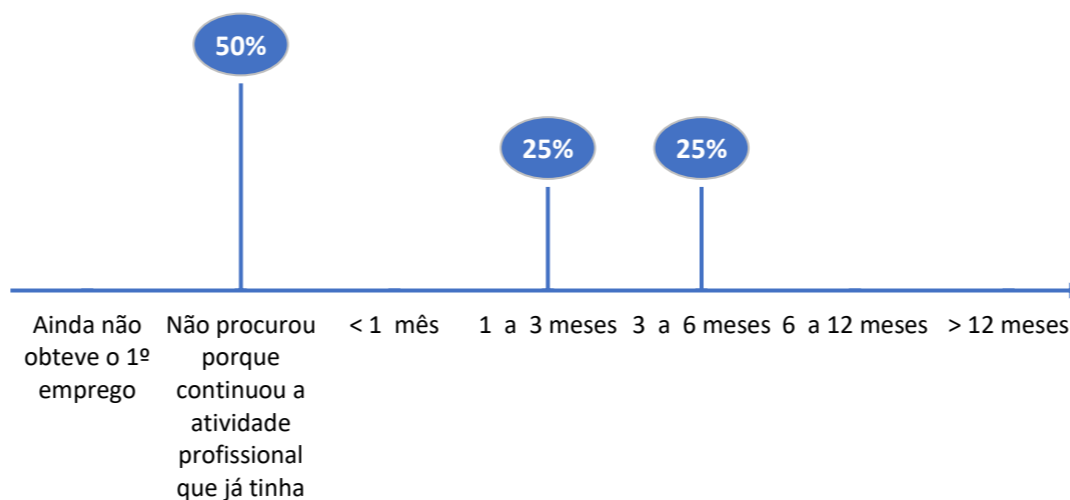 50%
25%
25%
Ainda não
obteve o 1º
emprego
Não procurou
porque
continuou a
atividade
profissional
que já tinha
< 1 mês
1 a 3 meses
3 a 6 meses
6 a 12 meses
> 12 meses